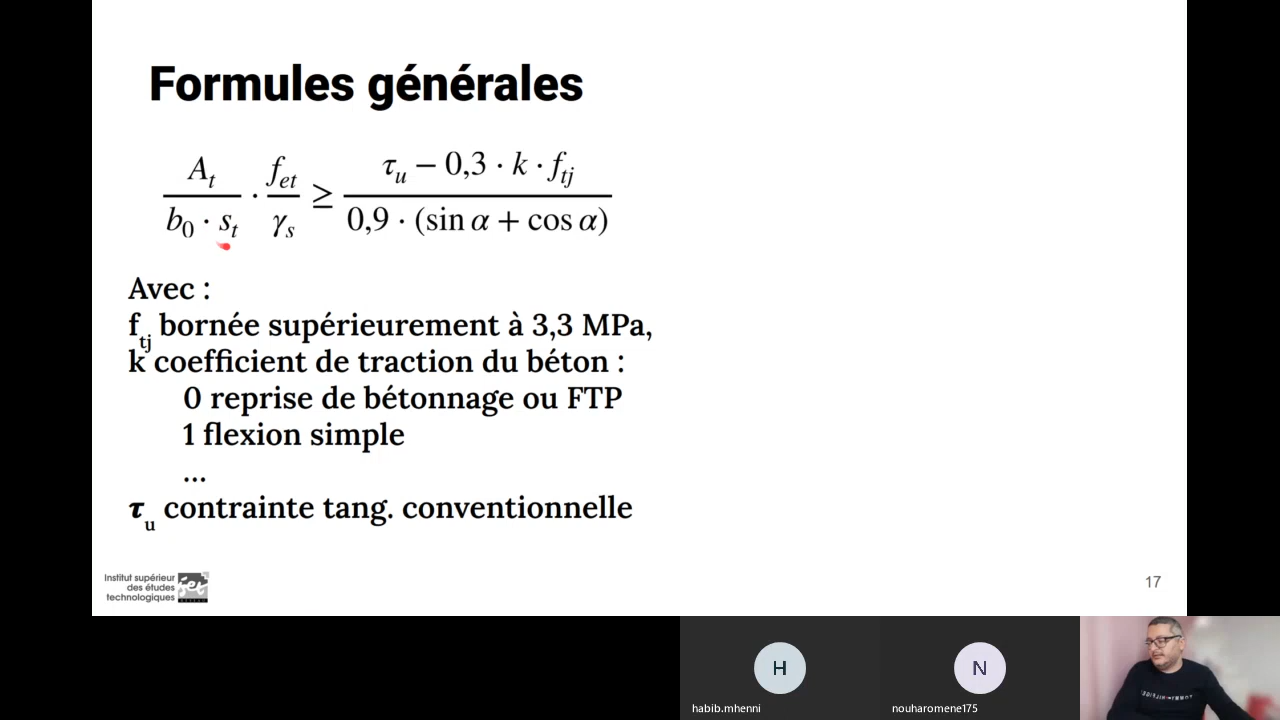 Formules générales
A_t / (b_0 · s_t) · f_et / γ_s ≥ (τ_u − 0,3 · k · f_tj) / (0,9 · (sin α + cos α))
Avec :
f_tj bornée supérieurement à 3,3 MPa,
k coefficient de traction du béton :
0 reprise de bétonnage ou FTP
1 flexion simple
...
τ_u contrainte tang. conventionnelle
Institut supérieur
des études
technologiques
17
H
habib.mhenni
N
nouharomene175